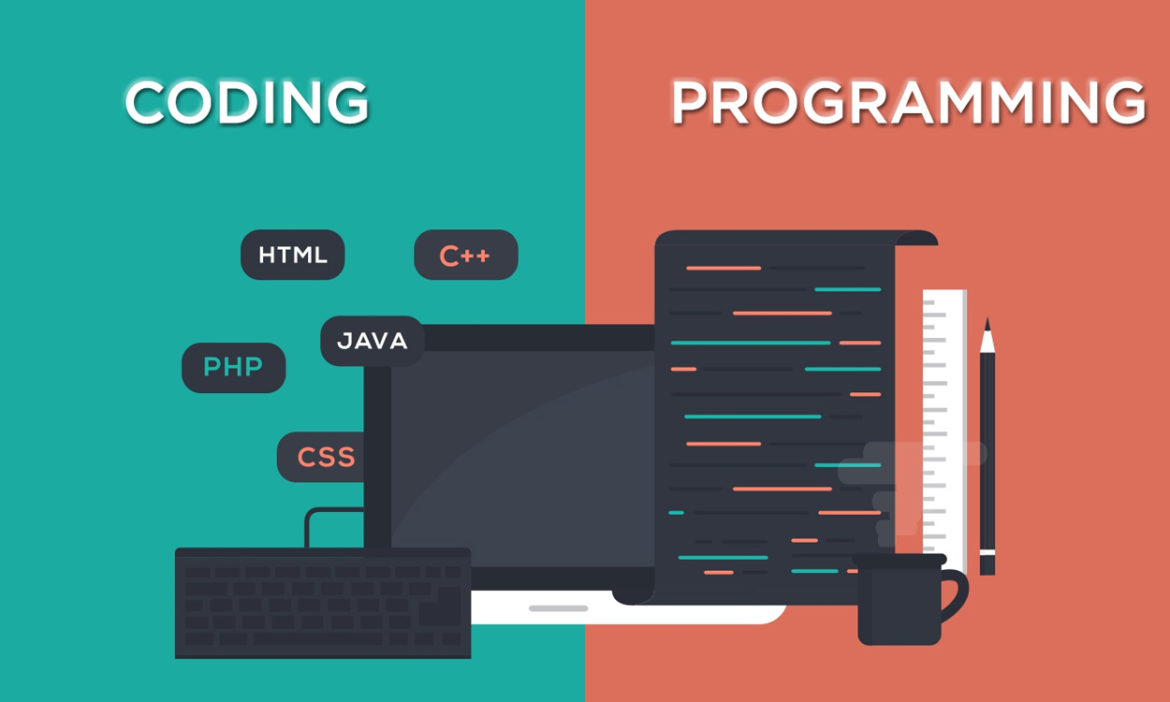 CODING
PROGRAMMING
HTML
C++
JAVA
PHP
CSS